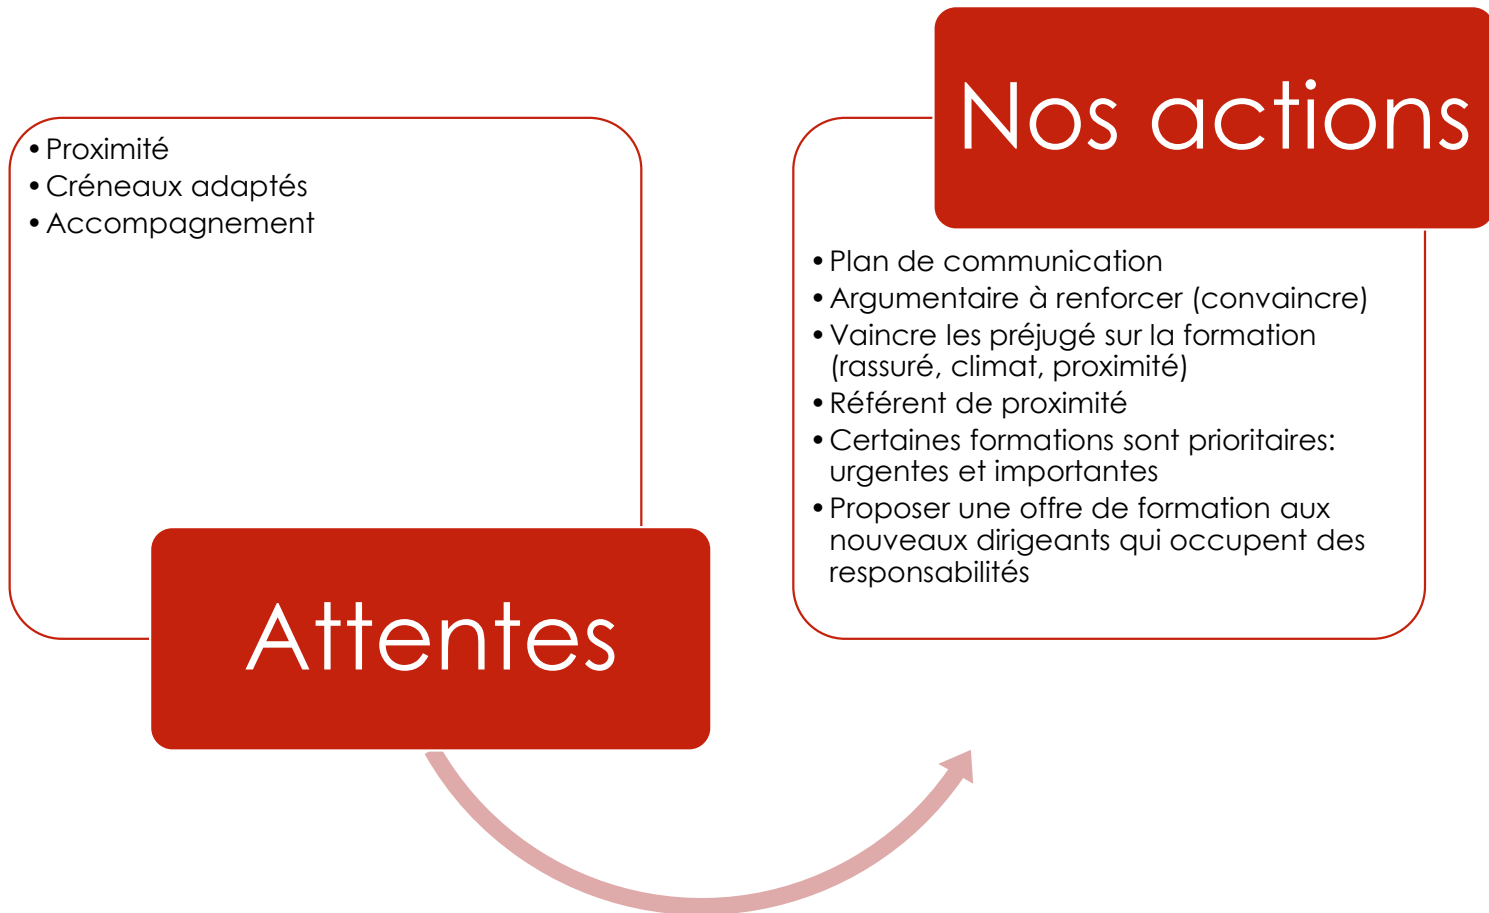 • Proximité
• Créneaux adaptés
• Accompagnement
Attentes
Nos actions
• Plan de communication
• Argumentaire à renforcer (convaincre)
• Vaincre les préjugé sur la formation
(rassuré, climat, proximité)
• Référent de proximité
• Certaines formations sont prioritaires:
urgentes et importantes
• Proposer une offre de formation aux
nouveaux dirigeants qui occupent des
responsabilités